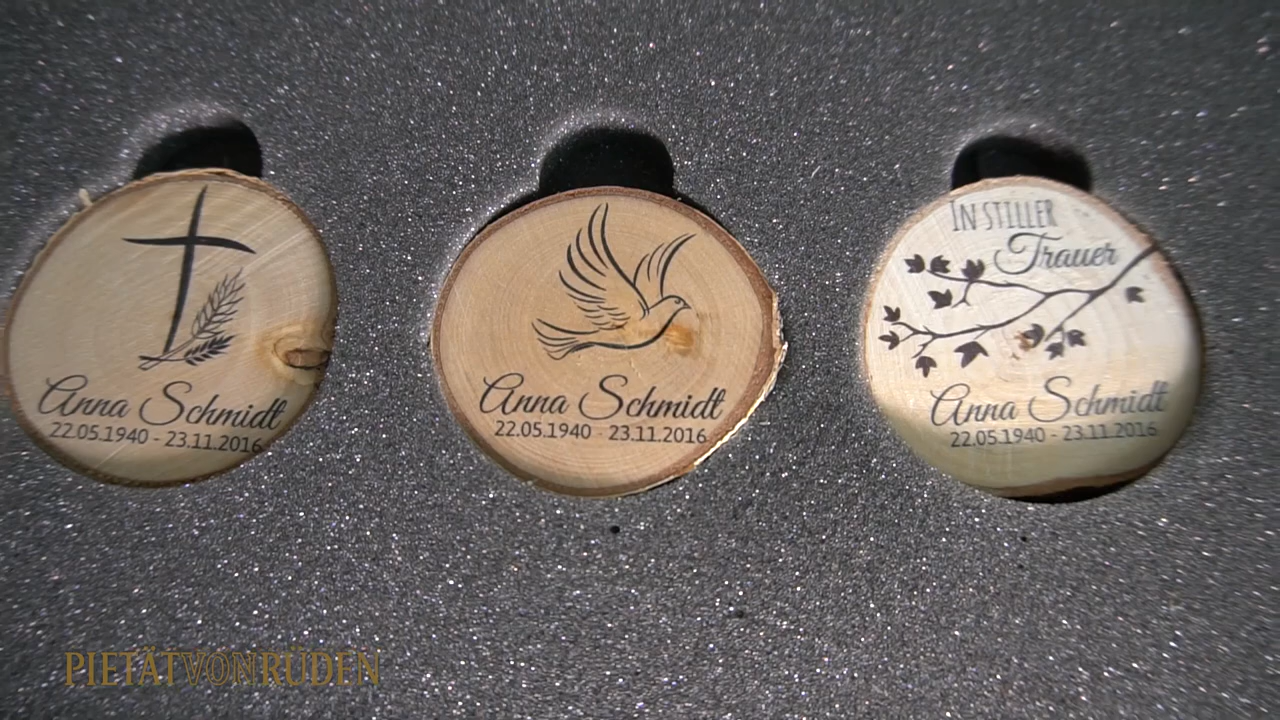 Anna Schmidt
22.05.1940 - 23.11.2016
Anna Schmidt
22.05.1940 - 23.11.2016
IN STILLER
Trauer
Anna Schmidt
22.05.1940 - 23.11.2016
PIETÄTVONRÜDEN